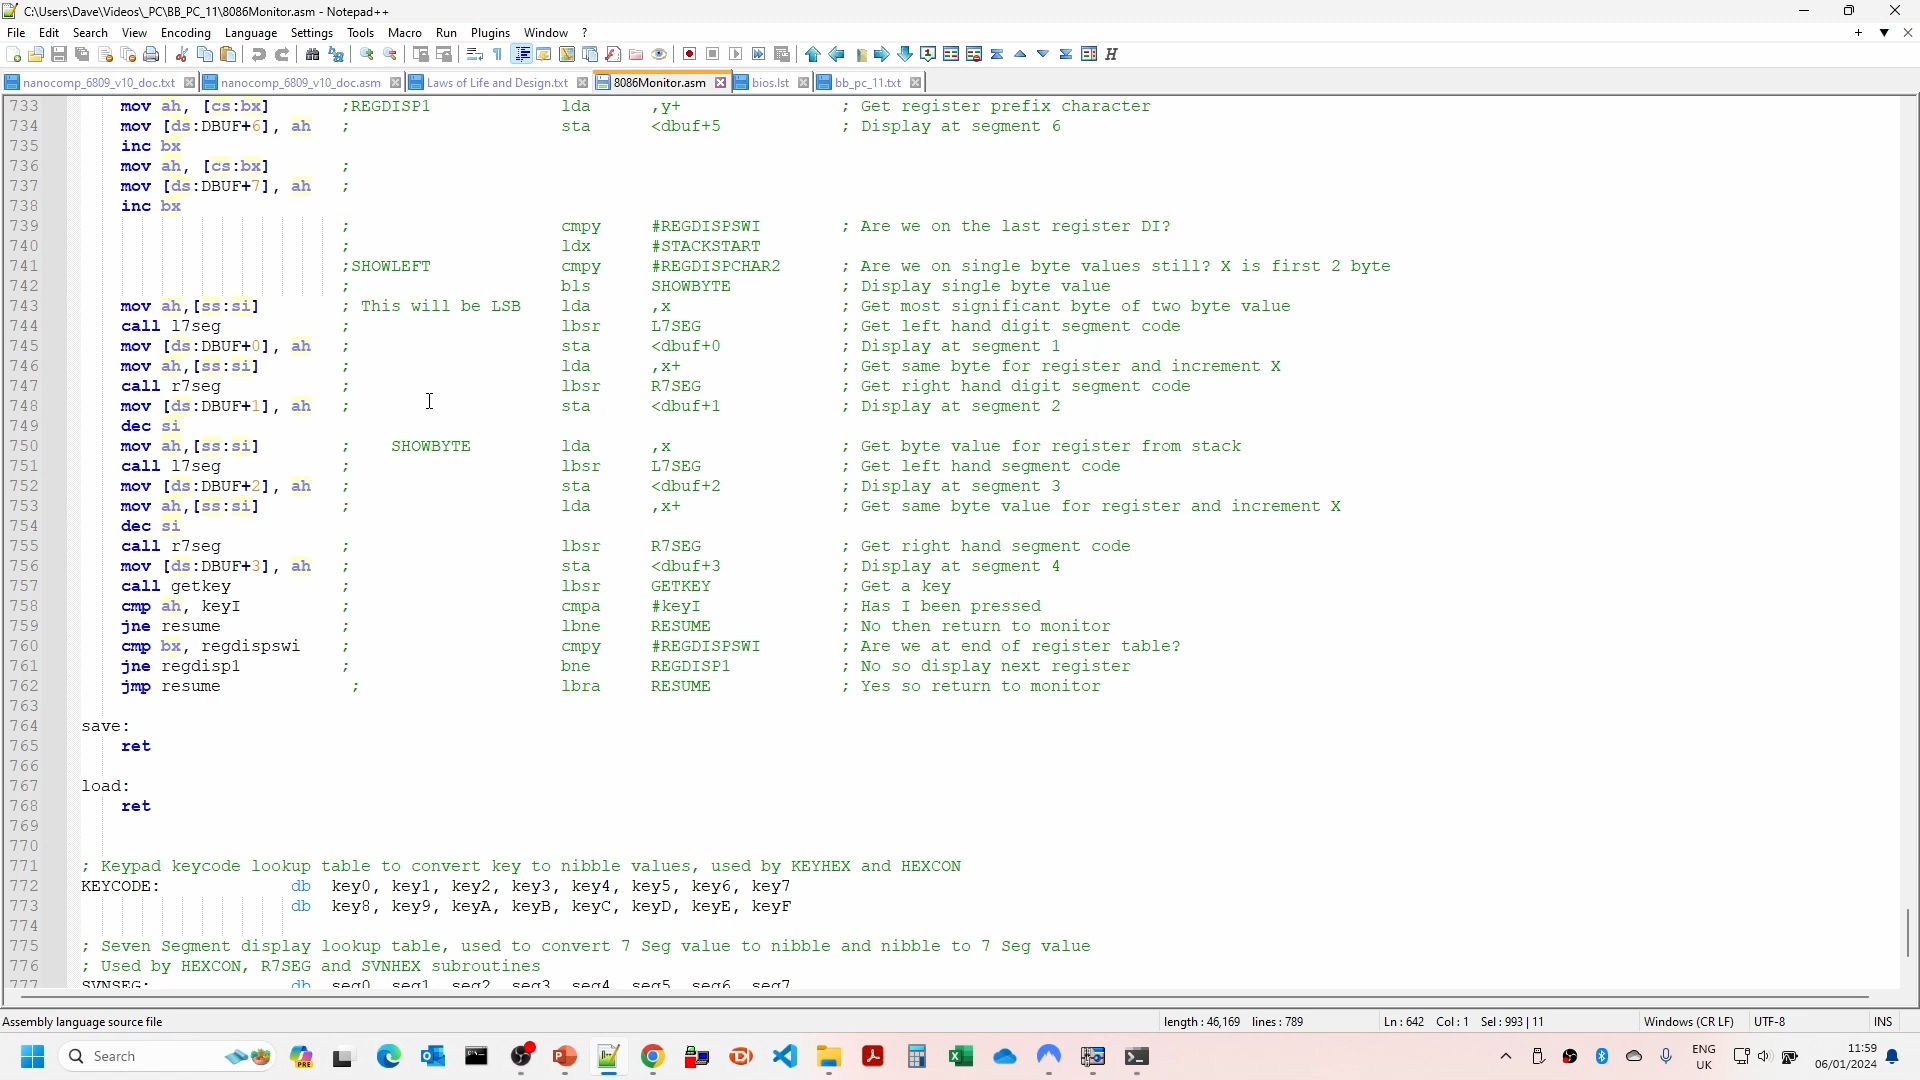 C:\Users\Dave\Videos\_PC\BB_PC_11\8086Monitor.asm - Notepad++
File Edit Search View Encoding Language Settings Tools Macro Run Plugins Window ?
nanocomp_6809_v10_doc.txt nanocomp_6809_v10_doc.asm Laws of Life and Design.txt 8086Monitor.asm bios.lst bb_pc_11.txt
733 mov ah, [cs:bx] ;REGDISP1 lda ,y+ ; Get register prefix character
734 mov [ds:DBUF+6], ah ; sta <dbuf+5 ; Display at segment 6
735 inc bx
736 mov ah, [cs:bx] ;
737 mov [ds:DBUF+7], ah ;
738 inc bx
739 ; cmpy #REGDISPSWI ; Are we on the last register DI?
740 ; ldx #STACKSTART
741 ;SHOWLEFT cmpy #REGDISPCHAR2 ; Are we on single byte values still? X is first 2 byte
742 ; bls SHOWBYTE ; Display single byte value
743 mov ah,[ss:si] ; This will be LSB lda ,x ; Get most significant byte of two byte value
744 call l7seg ; lbsr L7SEG ; Get left hand digit segment code
745 mov [ds:DBUF+0], ah ; sta <dbuf+0 ; Display at segment 1
746 mov ah,[ss:si] ; lda ,x+ ; Get same byte for register and increment X
747 call r7seg ; lbsr R7SEG ; Get right hand digit segment code
748 mov [ds:DBUF+1], ah ; sta <dbuf+1 ; Display at segment 2
749 dec si
750 mov ah,[ss:si] ; SHOWBYTE lda ,x ; Get byte value for register from stack
751 call l7seg ; lbsr L7SEG ; Get left hand segment code
752 mov [ds:DBUF+2], ah ; sta <dbuf+2 ; Display at segment 3
753 mov ah,[ss:si] ; lda ,x+ ; Get same byte value for register and increment X
754 dec si
755 call r7seg ; lbsr R7SEG ; Get right hand segment code
756 mov [ds:DBUF+3], ah ; sta <dbuf+3 ; Display at segment 4
757 call getkey ; lbsr GETKEY ; Get a key
758 cmp ah, keyI ; cmpa #keyI ; Has I been pressed
759 jne resume ; lbne RESUME ; No then return to monitor
760 cmp bx, regdispswi ; cmpy #REGDISPSWI ; Are we at end of register table?
761 jne regdisp1 ; bne REGDISP1 ; No so display next register
762 jmp resume ; lbra RESUME ; Yes so return to monitor
763
764 save:
765 ret
766
767 load:
768 ret
769
770
771 ; Keypad keycode lookup table to convert key to nibble values, used by KEYHEX and HEXCON
772 KEYCODE: db key0, key1, key2, key3, key4, key5, key6, key7
773 db key8, key9, keyA, keyB, keyC, keyD, keyE, keyF
774
775 ; Seven Segment display lookup table, used to convert 7 Seg value to nibble and nibble to 7 Seg value
776 ; Used by HEXCON, R7SEG and SVNHEX subroutines
777 SVNSEG: db seg0, seg1, seg2, seg3, seg4, seg5, seg6, seg7
Assembly language source file length : 46,169 lines : 789 Ln : 642 Col : 1 Sel : 993 | 11 Windows (CR LF) UTF-8 INS
Search ENG 11:59
UK 06/01/2024